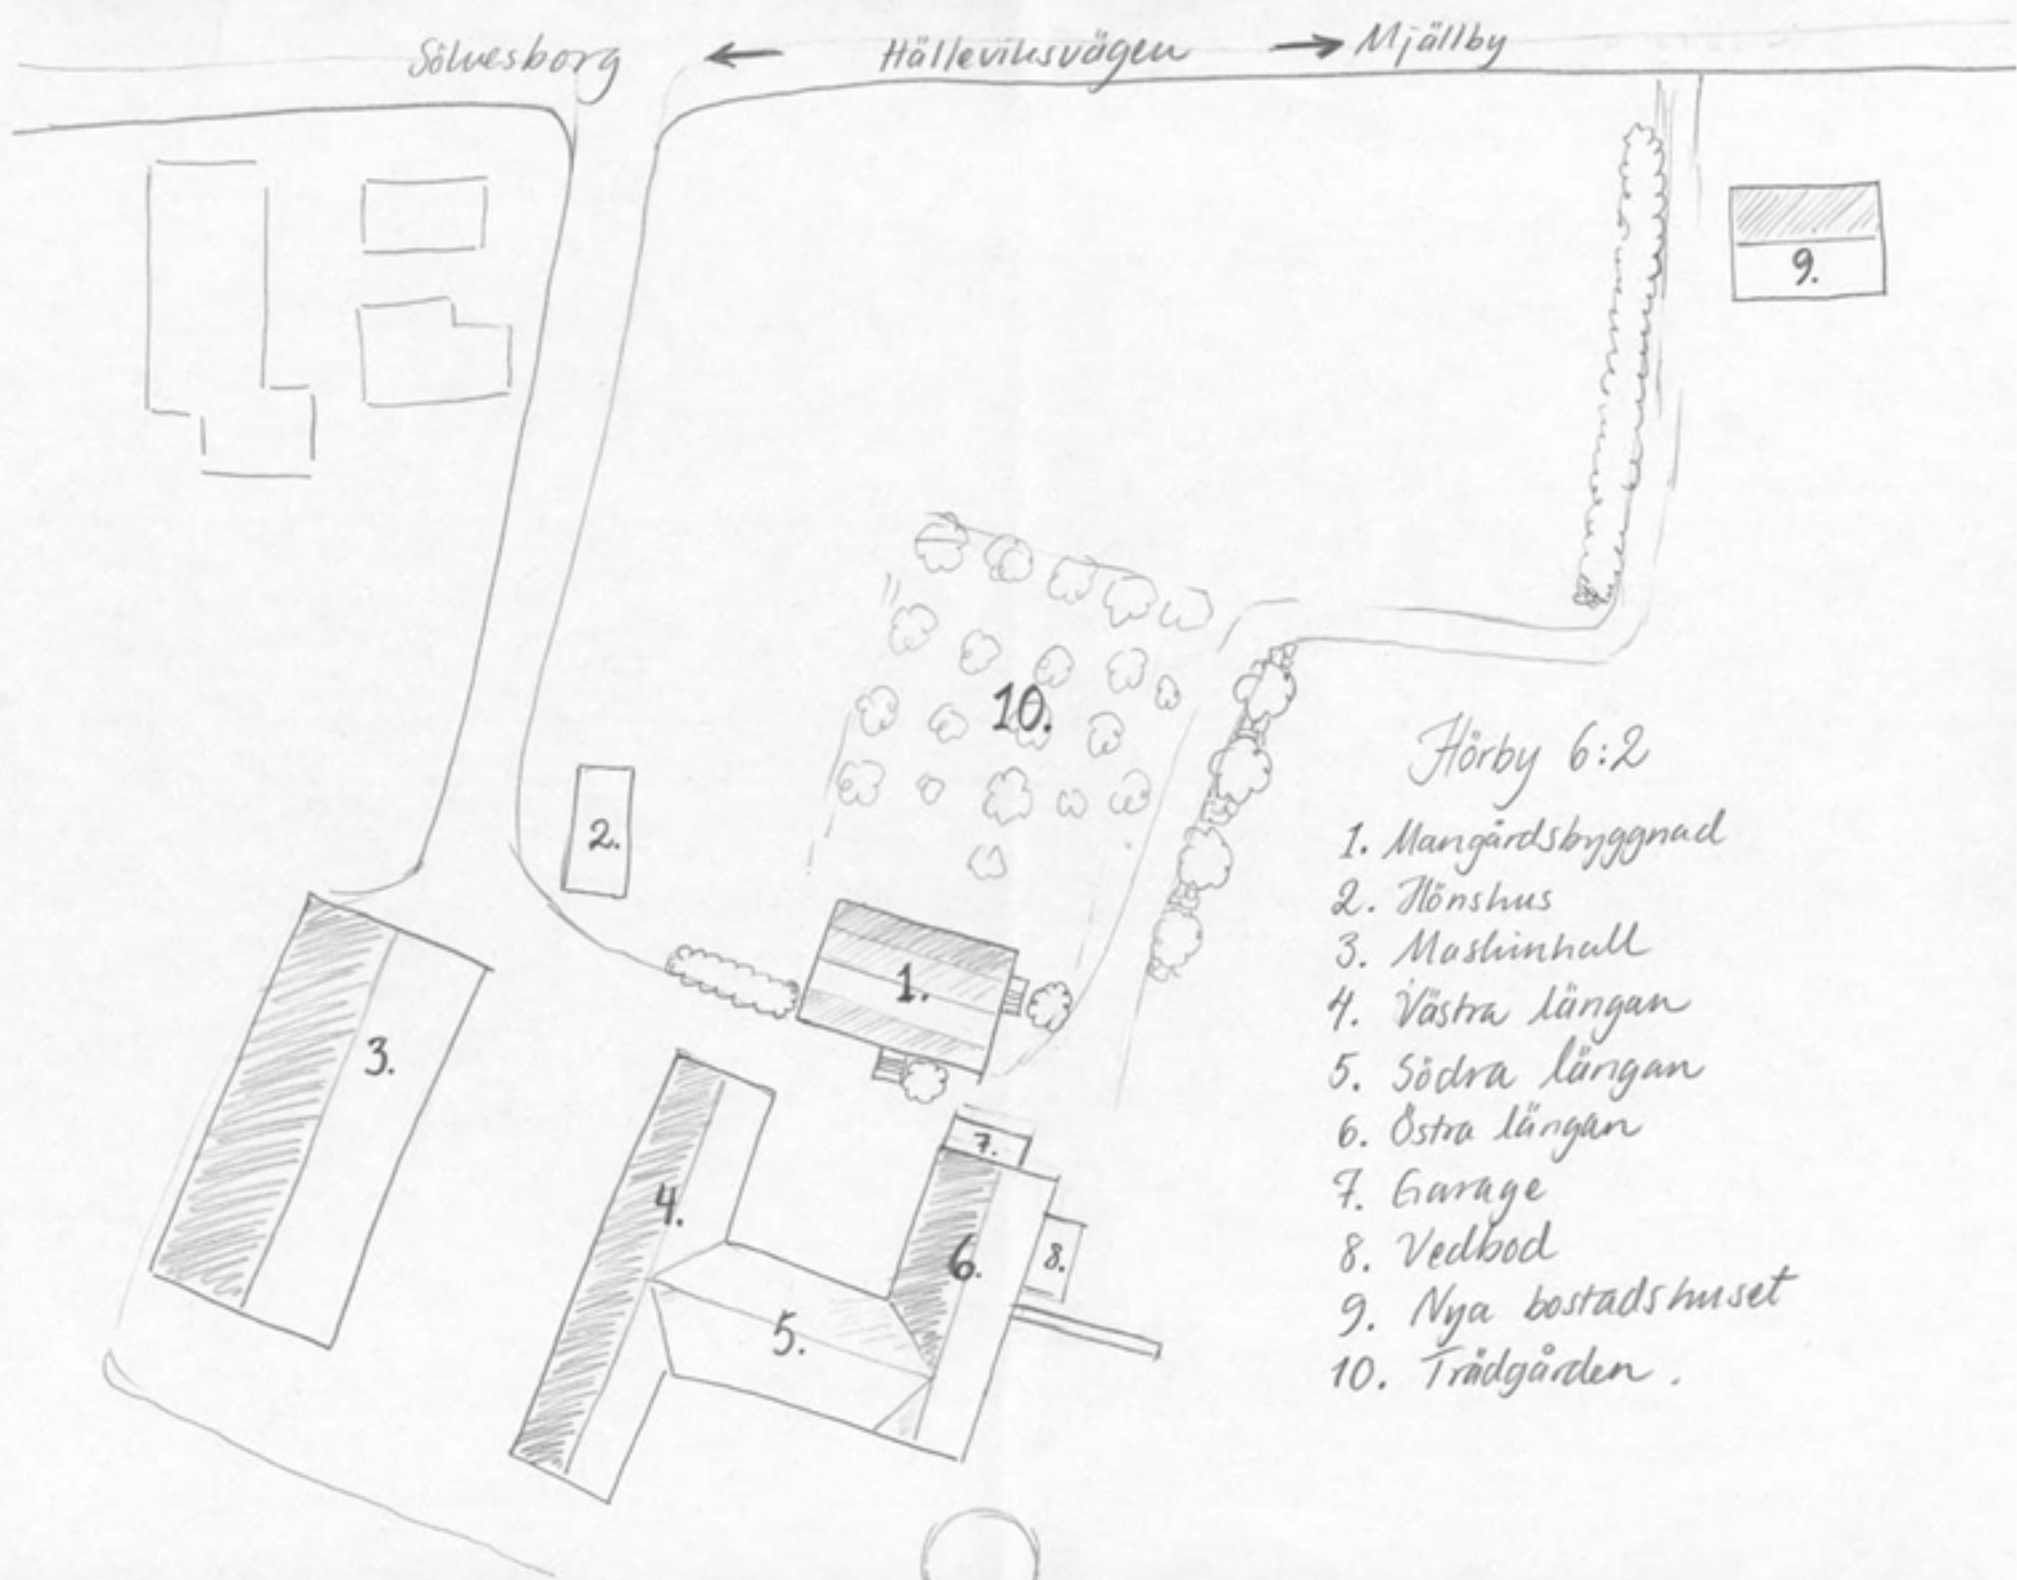 Sölvesborg ← Hälleviksvägen → Mjällby
9.
10.
2.
1.
3.
7.
4.
6.
8.
5.
Hörby 6:2
1. Mangårdsbyggnad
2. Hönshus
3. Maskinhall
4. Västra längan
5. Södra längan
6. Östra längan
7. Garage
8. Vedbod
9. Nya bostadshuset
10. Trädgården.